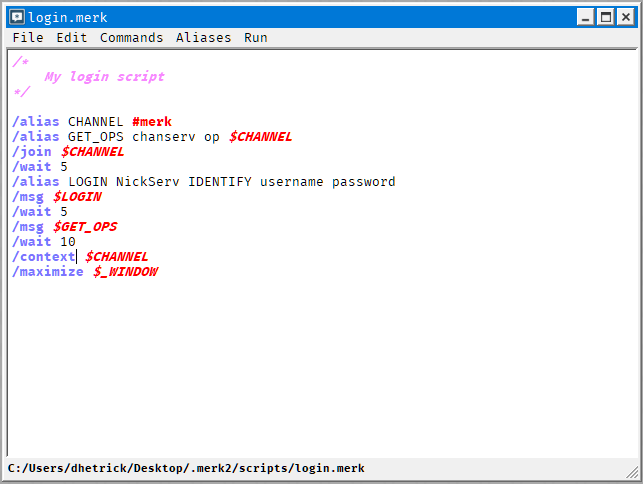 login.merk
File Edit Commands Aliases Run
/*
My login script
*/
/alias CHANNEL #merk
/alias GET_OPS chanserv op $CHANNEL
/join $CHANNEL
/wait 5
/alias LOGIN NickServ IDENTIFY username password
/msg $LOGIN
/wait 5
/msg $GET_OPS
/wait 10
/context $CHANNEL
/maximize $_WINDOW
C:/Users/dhetrick/Desktop/.merk2/scripts/login.merk